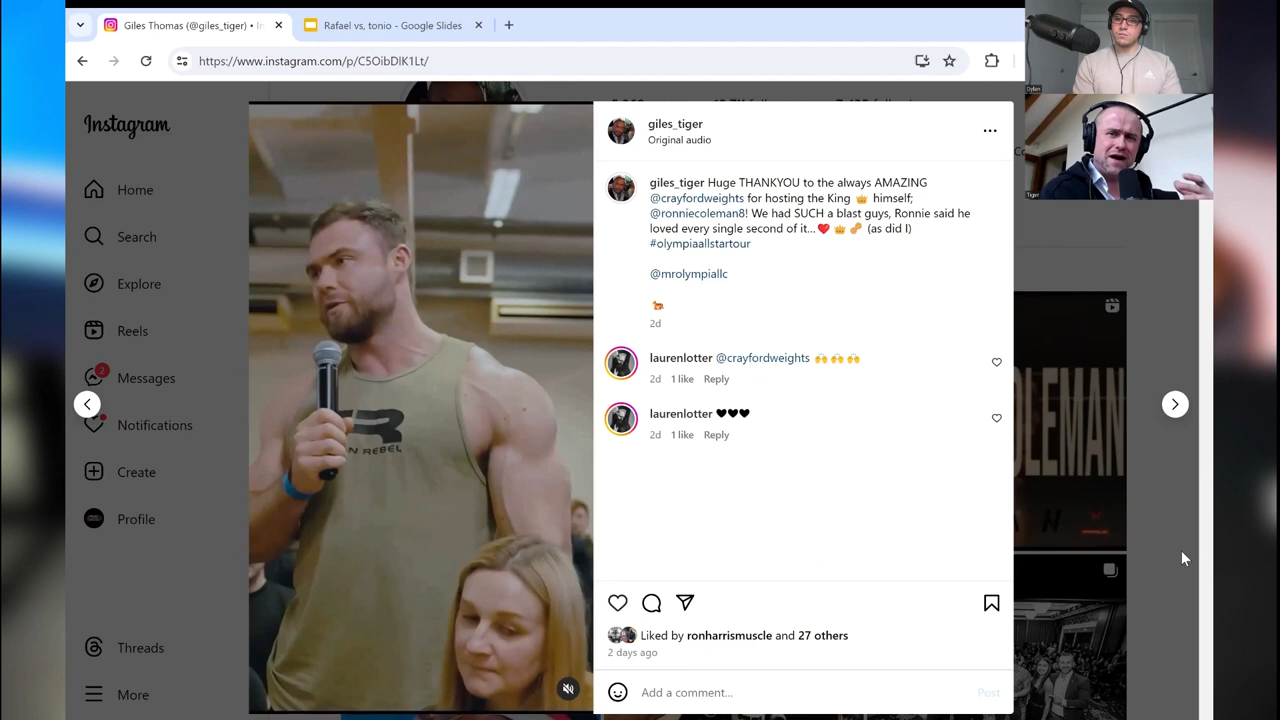 Giles Thomas (@giles_tiger) • In
Rafael vs, tonio - Google Slides
https://www.instagram.com/p/C5OibDlK1Lt/
Dylan
Tiger
Instagram
Home
Search
Explore
Reels
2
Messages
Notifications
Create
Profile
Threads
More
N REBEL
giles_tiger
Original audio
giles_tiger Huge THANKYOU to the always AMAZING
@crayfordweights for hosting the King 👑 himself;
@ronniecoleman8! We had SUCH a blast guys, Ronnie said he
loved every single second of it...❤️ 👑 🥜 (as did I)
#olympiaallstartour
@mrolympiallc
🐅
2d
laurenlotter @crayfordweights 🙌 🙌 🙌
2d 1 like Reply
laurenlotter 🖤🖤🖤
2d 1 like Reply
OLEMAN
Liked by ronharrismuscle and 27 others
2 days ago
Add a comment...
Post